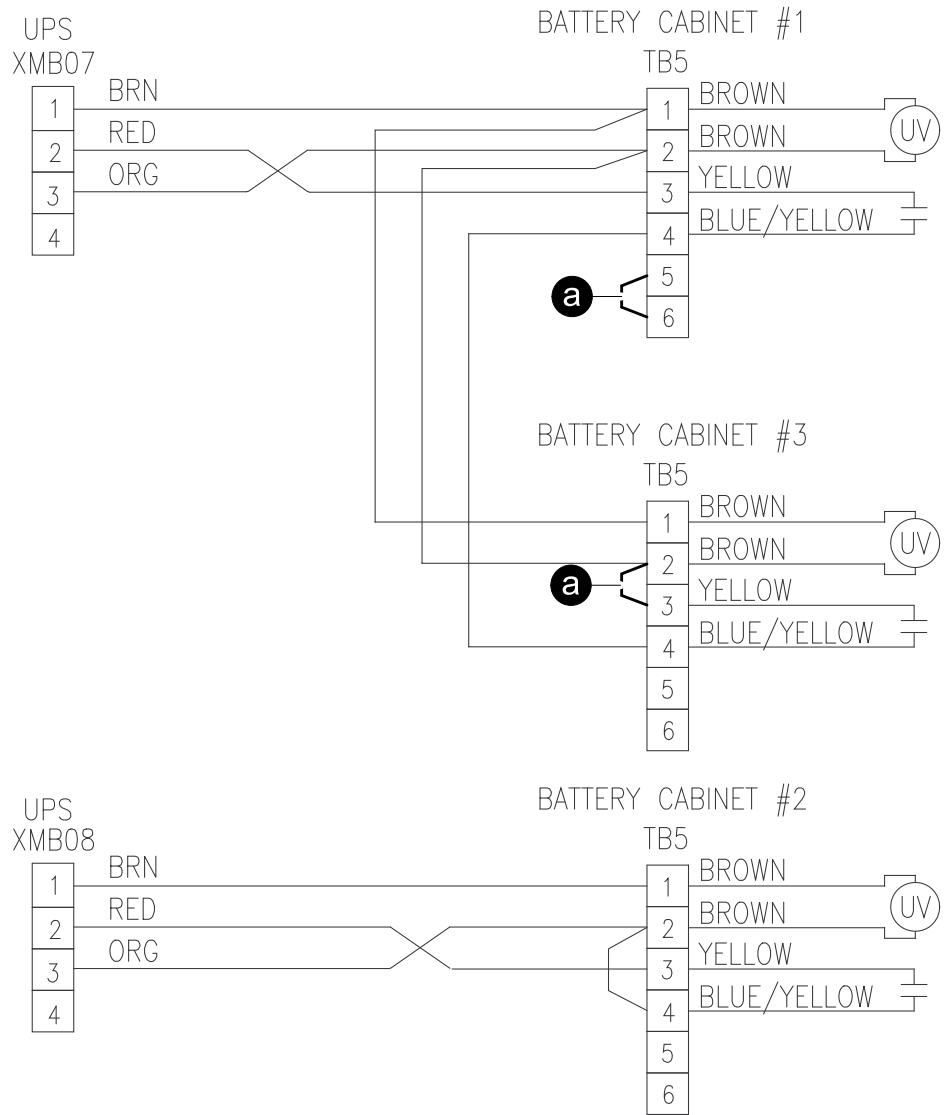 BATTERY CABINET #1
UPS
XMB07
TB5
BRN
RED
ORG
1
2
3
4
1
2
3
4
5
6
BROWN
BROWN
YELLOW
BLUE/YELLOW
UV
a
BATTERY CABINET #3
TB5
1
2
3
4
5
6
BROWN
BROWN
YELLOW
BLUE/YELLOW
UV
a
BATTERY CABINET #2
UPS
XMB08
TB5
BRN
RED
ORG
1
2
3
4
1
2
3
4
5
6
BROWN
BROWN
YELLOW
BLUE/YELLOW
UV